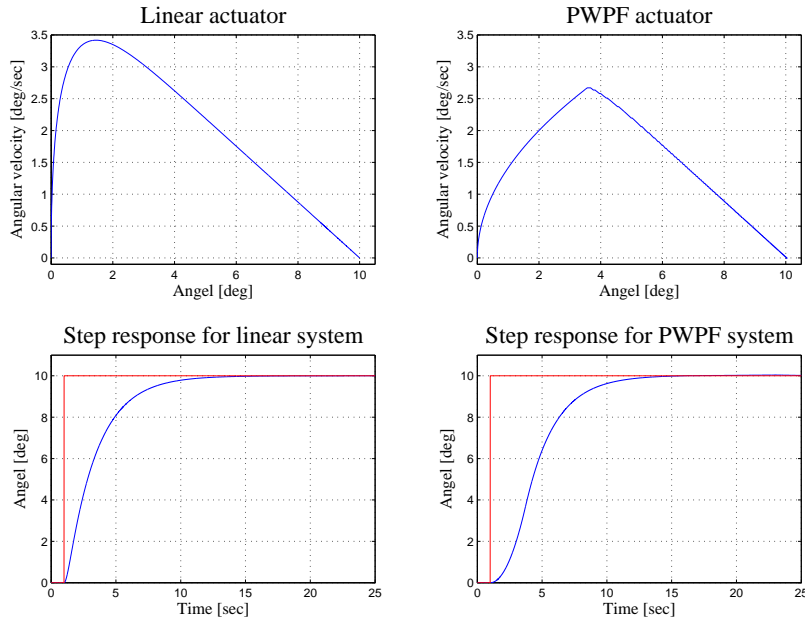 Linear actuator
PWPF actuator
3.5
3
2.5
2
1.5
1
0.5
0
Angular velocity [deg/sec]
0 2 4 6 8 10
Angel [deg]
3.5
3
2.5
2
1.5
1
0.5
0
Angular velocity [deg/sec]
0 2 4 6 8 10
Angel [deg]
Step response for linear system
Step response for PWPF system
10
8
6
4
2
0
Angel [deg]
0 5 10 15 20 25
Time [sec]
10
8
6
4
2
0
Angel [deg]
0 5 10 15 20 25
Time [sec]